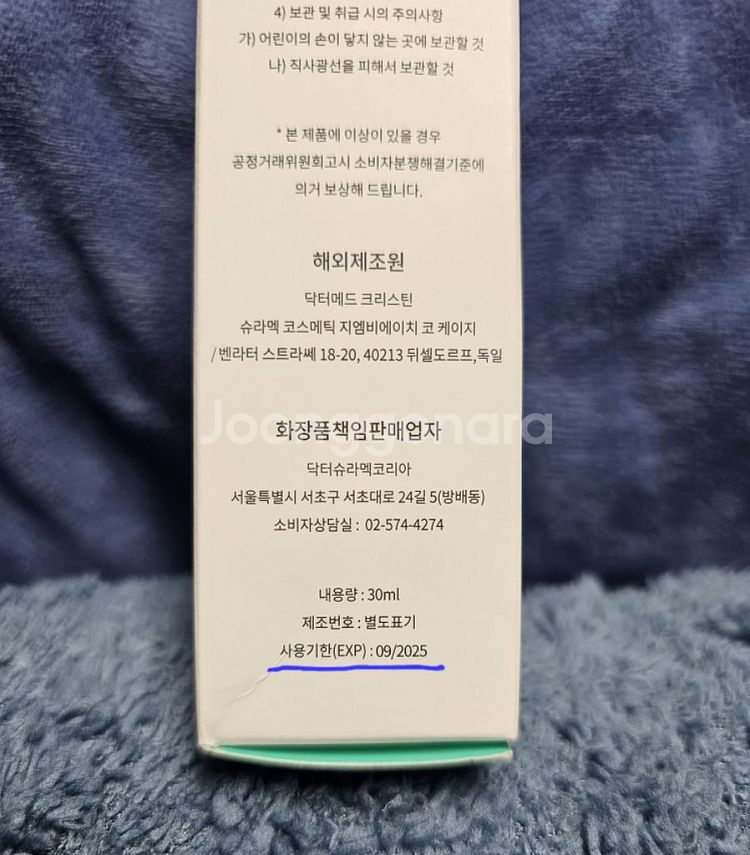 4) 보관 및 취급 시의 주의사항
가) 어린이의 손이 닿지 않는 곳에 보관할 것
나) 직사광선을 피해서 보관할 것
* 본 제품에 이상이 있을 경우
공정거래위원회고시 소비자분쟁해결기준에
의거 보상해 드립니다.
해외제조원
닥터메드 크리스틴
슈라멕 코스메틱 지엠비에이치 코 케이지
/ 벤라터 스트라쎄 18-20, 40213 뒤셀도르프,독일
Joonggonara
화장품책임판매업자
닥터슈라멕코리아
서울특별시 서초구 서초대로 24길 5(방배동)
소비자상담실 : 02-574-4274
내용량 : 30ml
제조번호 : 별도표기
사용기한(EXP) : 09/2025